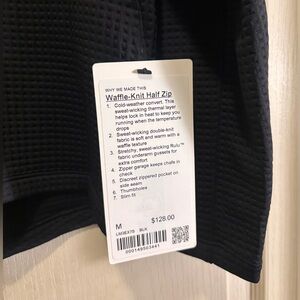 WHY WE MADE THIS
Waffle-Knit Half Zip
1. Cold-weather convert. This
sweat-wicking thermal layer
helps lock in heat to keep you
running when the temperature
drops
2. Sweat-wicking double-knit
fabric is soft and warm with a
waffle texture
3. Stretchy, sweat-wicking Rulu™
fabric underarm gussets for
extra comfort.
4. Zipper garage keeps chafe in
check
5. Discreet zippered pocket on
side seam
6. Thumbholes
7. Slim fit
M
$128.00
BLK